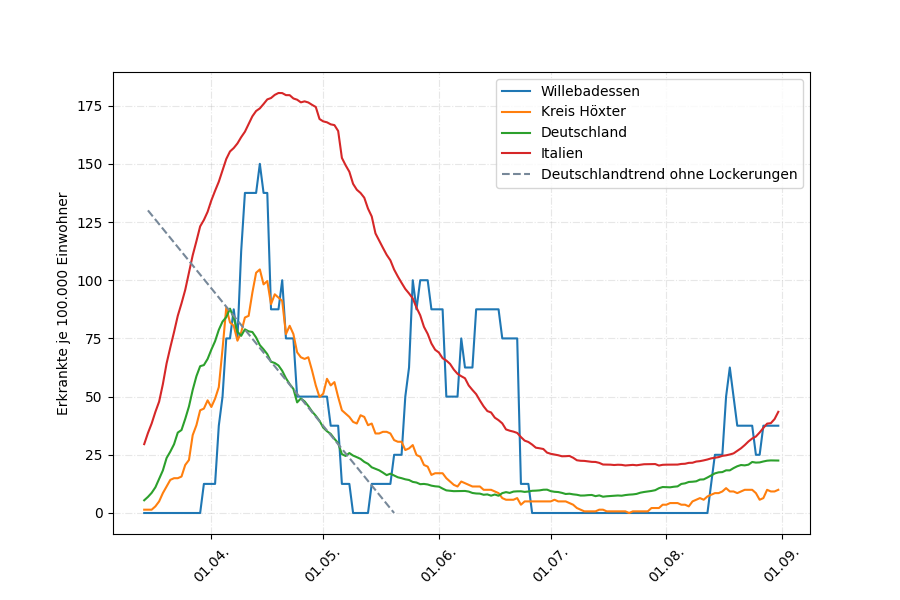 Erkrankte je 100.000 Einwohner
175
150
125
100
75
50
25
0
Willebadessen
Kreis Höxter
Deutschland
Italien
Deutschlandtrend ohne Lockerungen
01.04.
01.05.
01.06.
01.07.
01.08.
01.09.